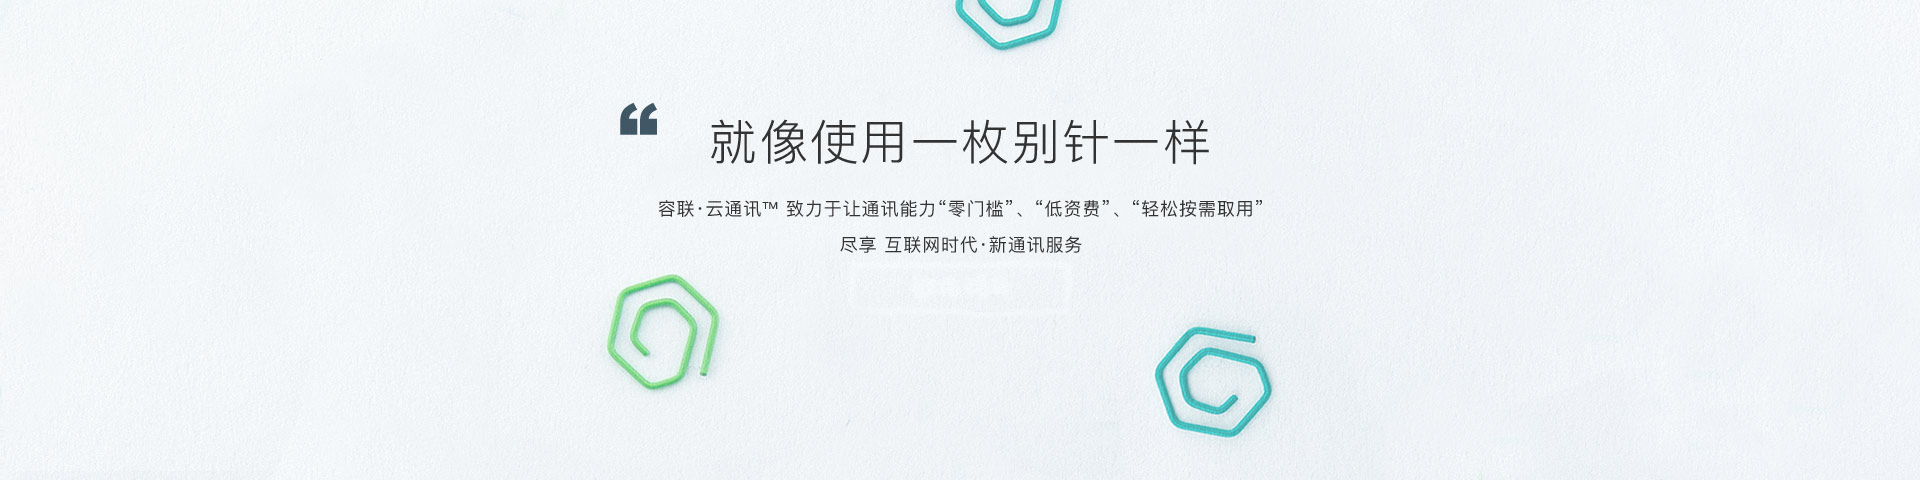 “ 就像使用一枚别针一样
容联·云通讯™ 致力于让通讯能力“零门槛”、“低资费”、“轻松按需取用”
尽享 互联网时代·新通讯服务